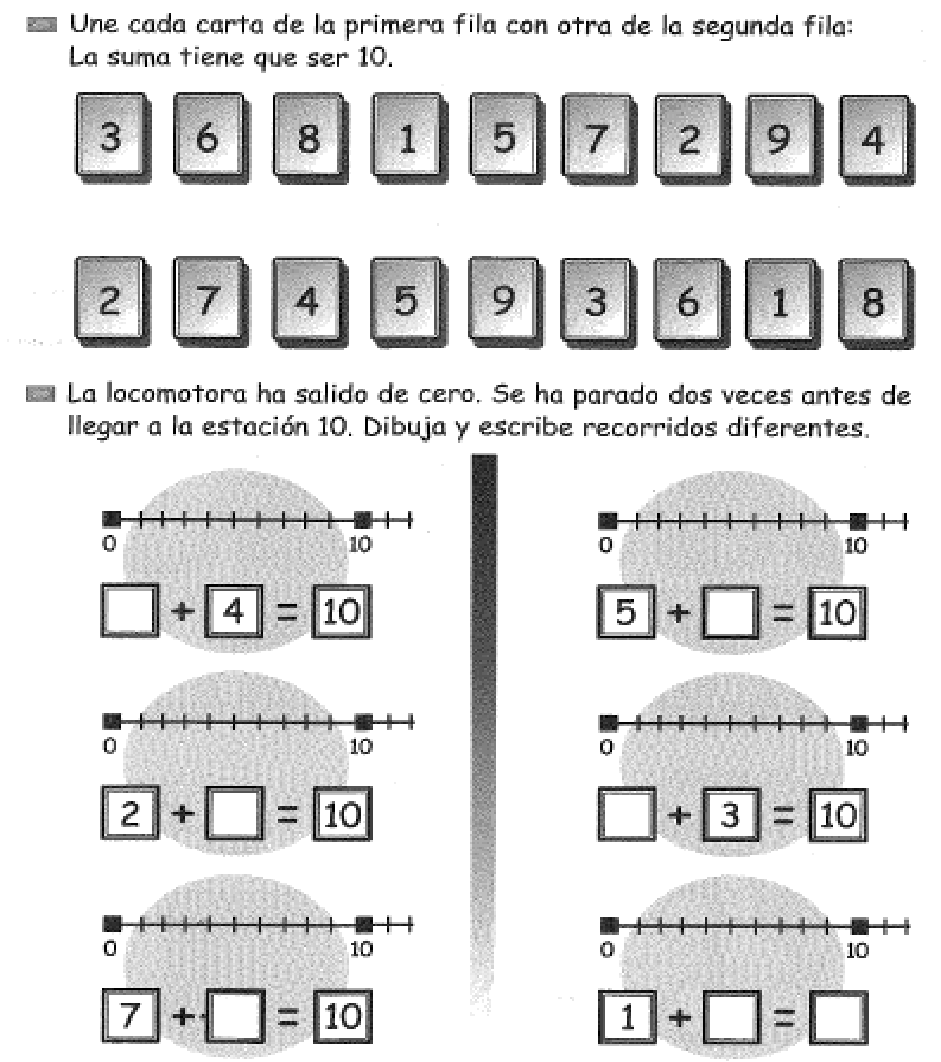 Une cada carta de la primera fila con otra de la segunda fila:
La suma tiene que ser 10.
3 6 8 1 5 7 2 9 4
2 7 4 5 9 3 6 1 8
La locomotora ha salido de cero. Se ha parado dos veces antes de
llegar a la estación 10. Dibuja y escribe recorridos diferentes.
0 10
+ 4 = 10
0 10
5 + = 10
0 10
2 + = 10
0 10
+ 3 = 10
0 10
7 + = 10
0 10
1 + =